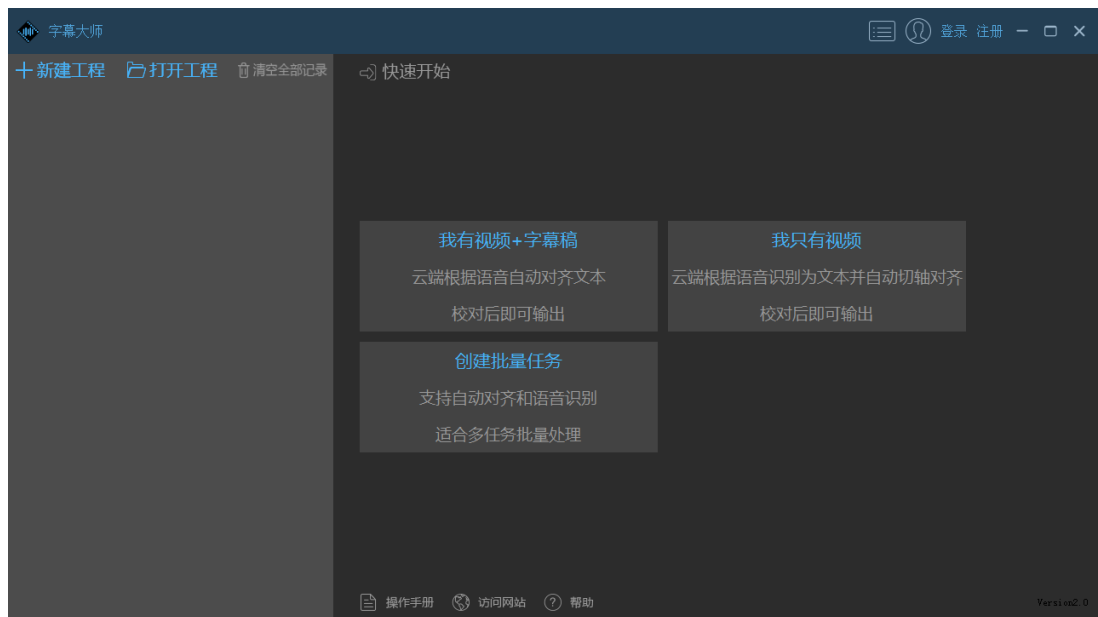 字幕大师
登录 注册
新建工程 打开工程 清空全部记录
快速开始
我有视频+字幕稿
云端根据语音自动对齐文本
校对后即可输出
我只有视频
云端根据语音识别为文本并自动切轴对齐
校对后即可输出
创建批量任务
支持自动对齐和语音识别
适合多任务批量处理
操作手册 访问网站 帮助
Version2.0